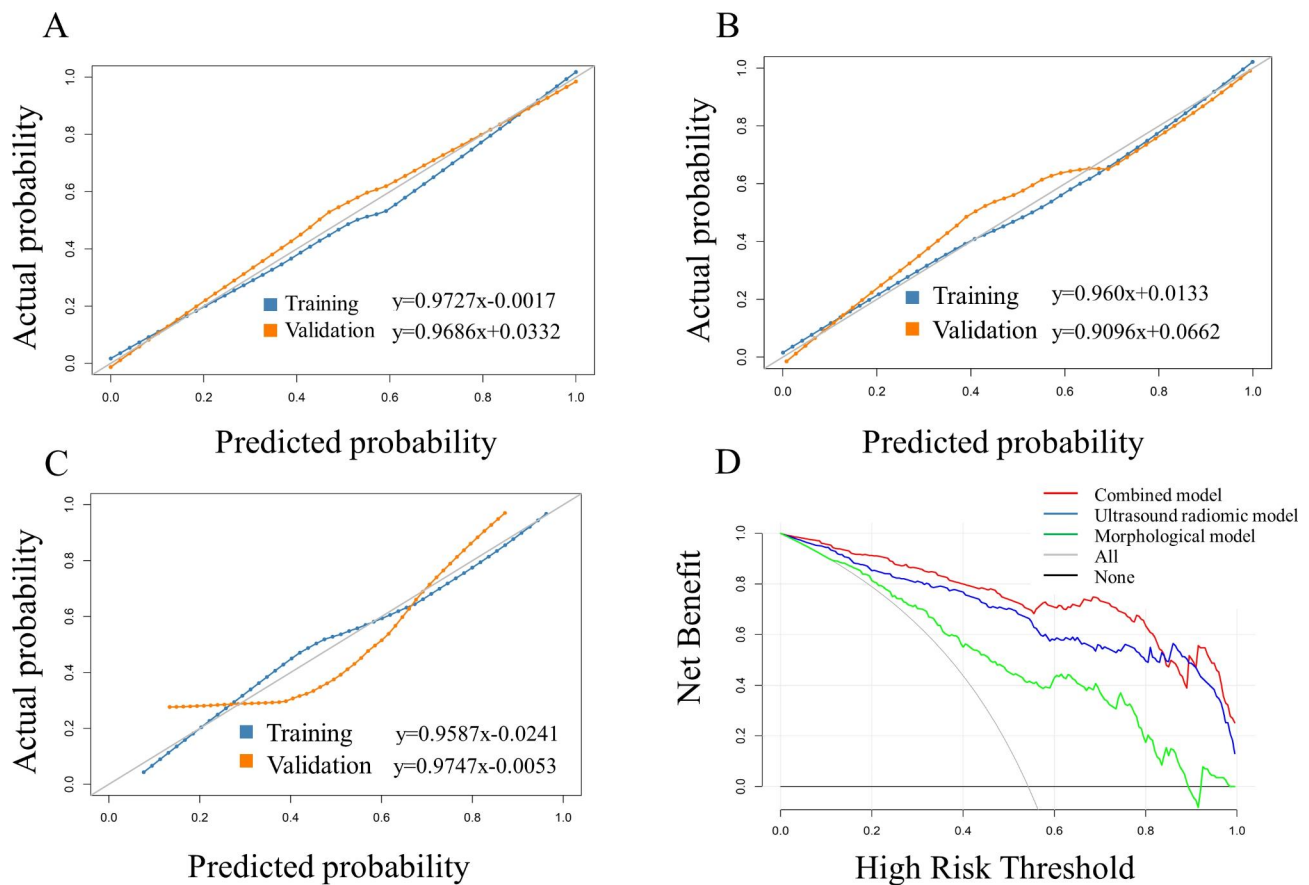 A
Actual probability
1.0
0.8
0.6
0.4
0.2
0.0
Training y=0.9727x-0.0017
Validation y=0.9686x+0.0332
0.0 0.2 0.4 0.6 0.8 1.0
Predicted probability
B
Actual probability
1.0
0.8
0.6
0.4
0.2
0.0
Training y=0.960x+0.0133
Validation y=0.9096x+0.0662
0.0 0.2 0.4 0.6 0.8 1.0
Predicted probability
C
Actual probability
1.0
0.8
0.6
0.4
0.2
0.0
Training y=0.9587x-0.0241
Validation y=0.9747x-0.0053
0.0 0.2 0.4 0.6 0.8 1.0
Predicted probability
D
Combined model
Ultrasound radiomic model
Morphological model
All
None
Net Benefit
1.0
0.8
0.6
0.4
0.2
0.0
0.0 0.2 0.4 0.6 0.8 1.0
High Risk Threshold